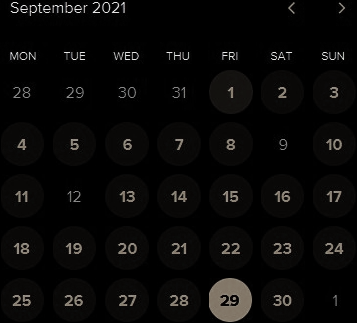 September 2021
MON TUE WED THU FRI SAT SUN
28 29 30 31 1 2 3
4 5 6 7 8 9 10
11 12 13 14 15 16 17
18 19 20 21 22 23 24
25 26 27 28 29 30 1